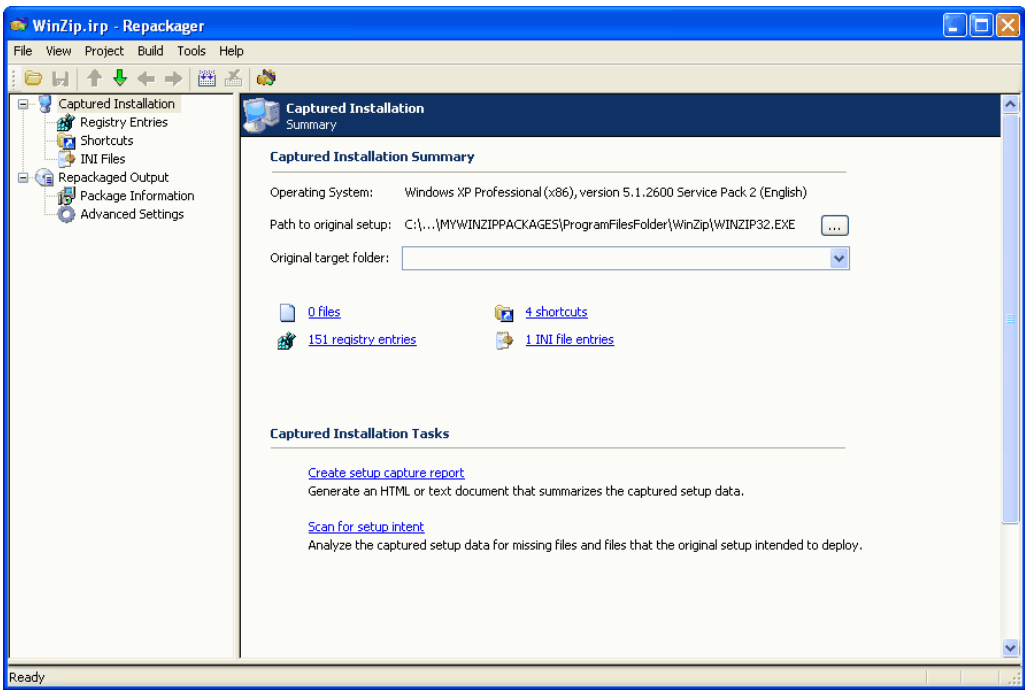 WinZip.irp - Repackager
File View Project Build Tools Help
Captured Installation
Registry Entries
Shortcuts
INI Files
Repackaged Output
Package Information
Advanced Settings
Captured Installation
Summary
Captured Installation Summary
Operating System: Windows XP Professional (x86), version 5.1.2600 Service Pack 2 (English)
Path to original setup: C:\...\MYWINZIPPACKAGES\ProgramFilesFolder\WinZip\WINZIP32.EXE ...
Original target folder:
0 files 4 shortcuts
151 registry entries 1 INI file entries
Captured Installation Tasks
Create setup capture report
Generate an HTML or text document that summarizes the captured setup data.
Scan for setup intent
Analyze the captured setup data for missing files and files that the original setup intended to deploy.
Ready